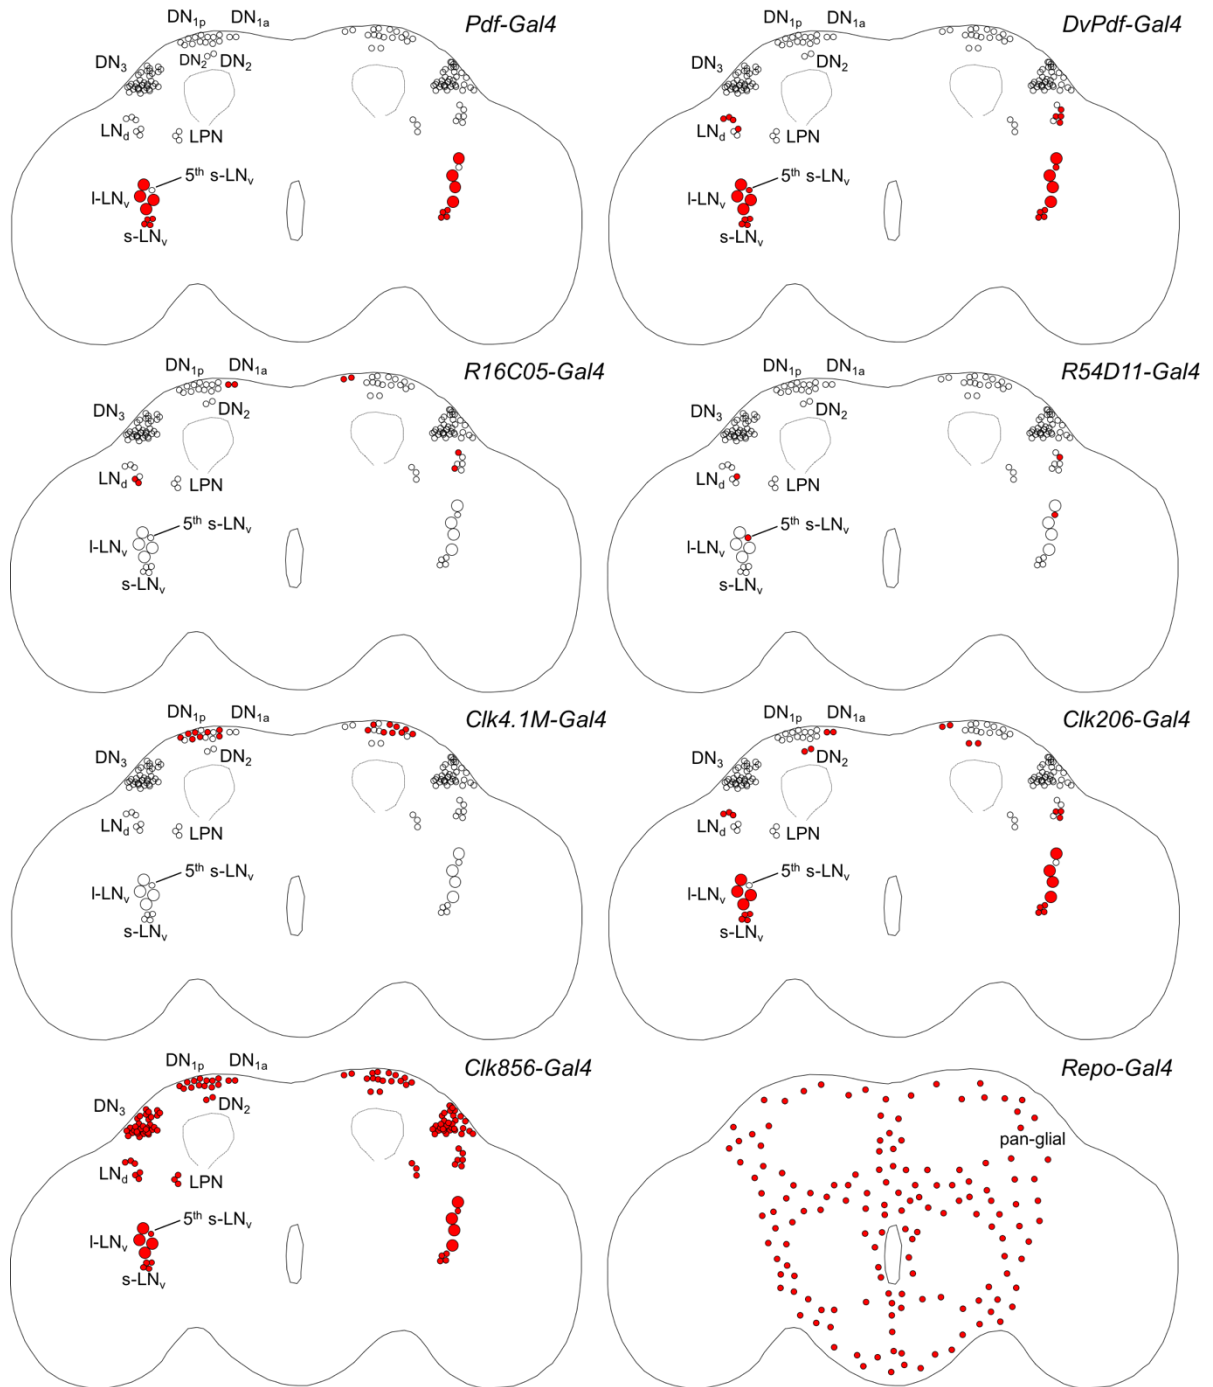 DN1p DN1a Pdf-Gal4
DN3 DN2 DN2
LNd LPN
5th s-LNv
l-LNv
s-LNv
DN1p DN1a DvPdf-Gal4
DN3 DN2
LNd LPN
5th s-LNv
l-LNv
s-LNv
DN1p DN1a R16C05-Gal4
DN3 DN2
LNd LPN
5th s-LNv
l-LNv
s-LNv
DN1p DN1a R54D11-Gal4
DN3 DN2
LNd LPN
5th s-LNv
l-LNv
s-LNv
DN1p DN1a Clk4.1M-Gal4
DN3 DN2
LNd LPN
5th s-LNv
l-LNv
s-LNv
DN1p DN1a Clk206-Gal4
DN3 DN2
LNd LPN
5th s-LNv
l-LNv
s-LNv
DN1p DN1a Clk856-Gal4
DN3 DN2
LNd LPN
5th s-LNv
l-LNv
s-LNv
Repo-Gal4
pan-glial